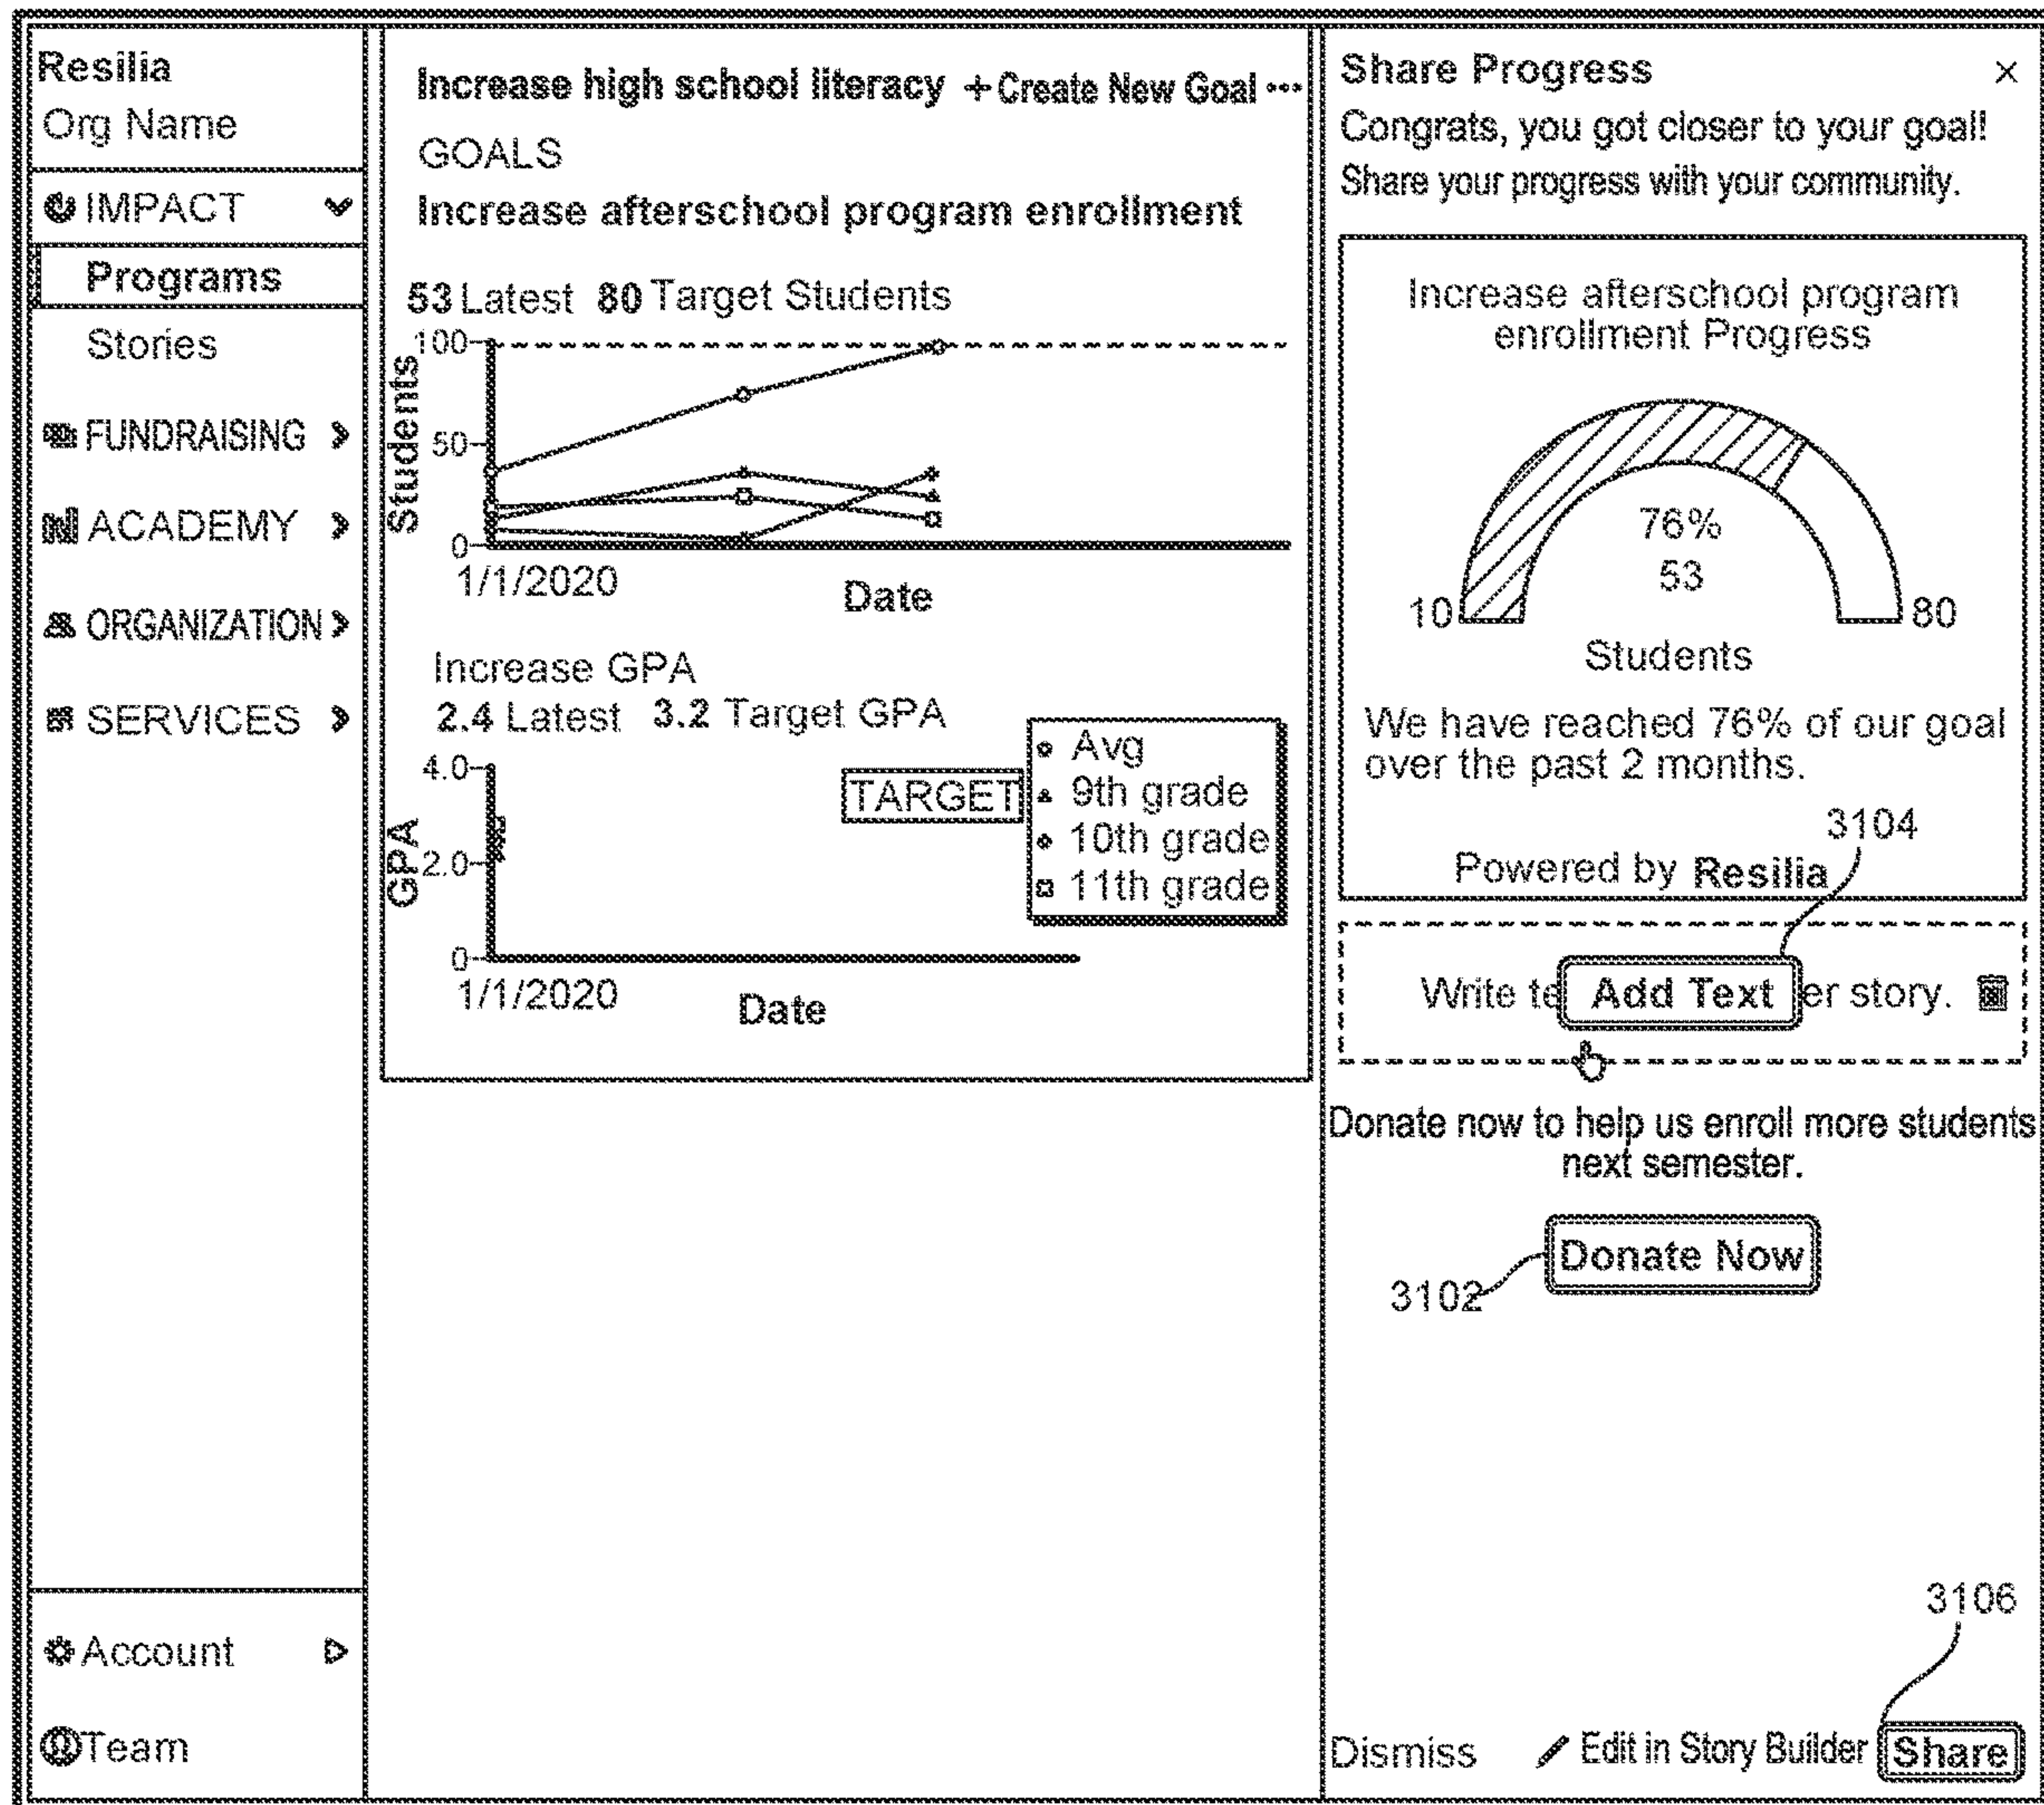 Resilia
Org Name
IMPACT
Programs
Stories
FUNDRAISING
ACADEMY
ORGANIZATION
SERVICES
Account
Team
Increase high school literacy + Create New Goal ...
GOALS
Increase afterschool program enrollment
53 Latest 80 Target Students
100
50
0
Students
1/1/2020
Date
Increase GPA
2.4 Latest 3.2 Target GPA
4.0
2.0
0
GPA
TARGET
Avg
9th grade
10th grade
11th grade
1/1/2020
Date
Share Progress ×
Congrats, you got closer to your goal!
Share your progress with your community.
Increase afterschool program
enrollment Progress
76%
53
10
80
Students
We have reached 76% of our goal
over the past 2 months.
3104
Powered by Resilia
Write te Add Text er story.
Donate now to help us enroll more students
next semester.
Donate Now
3102
3106
Dismiss Edit in Story Builder Share